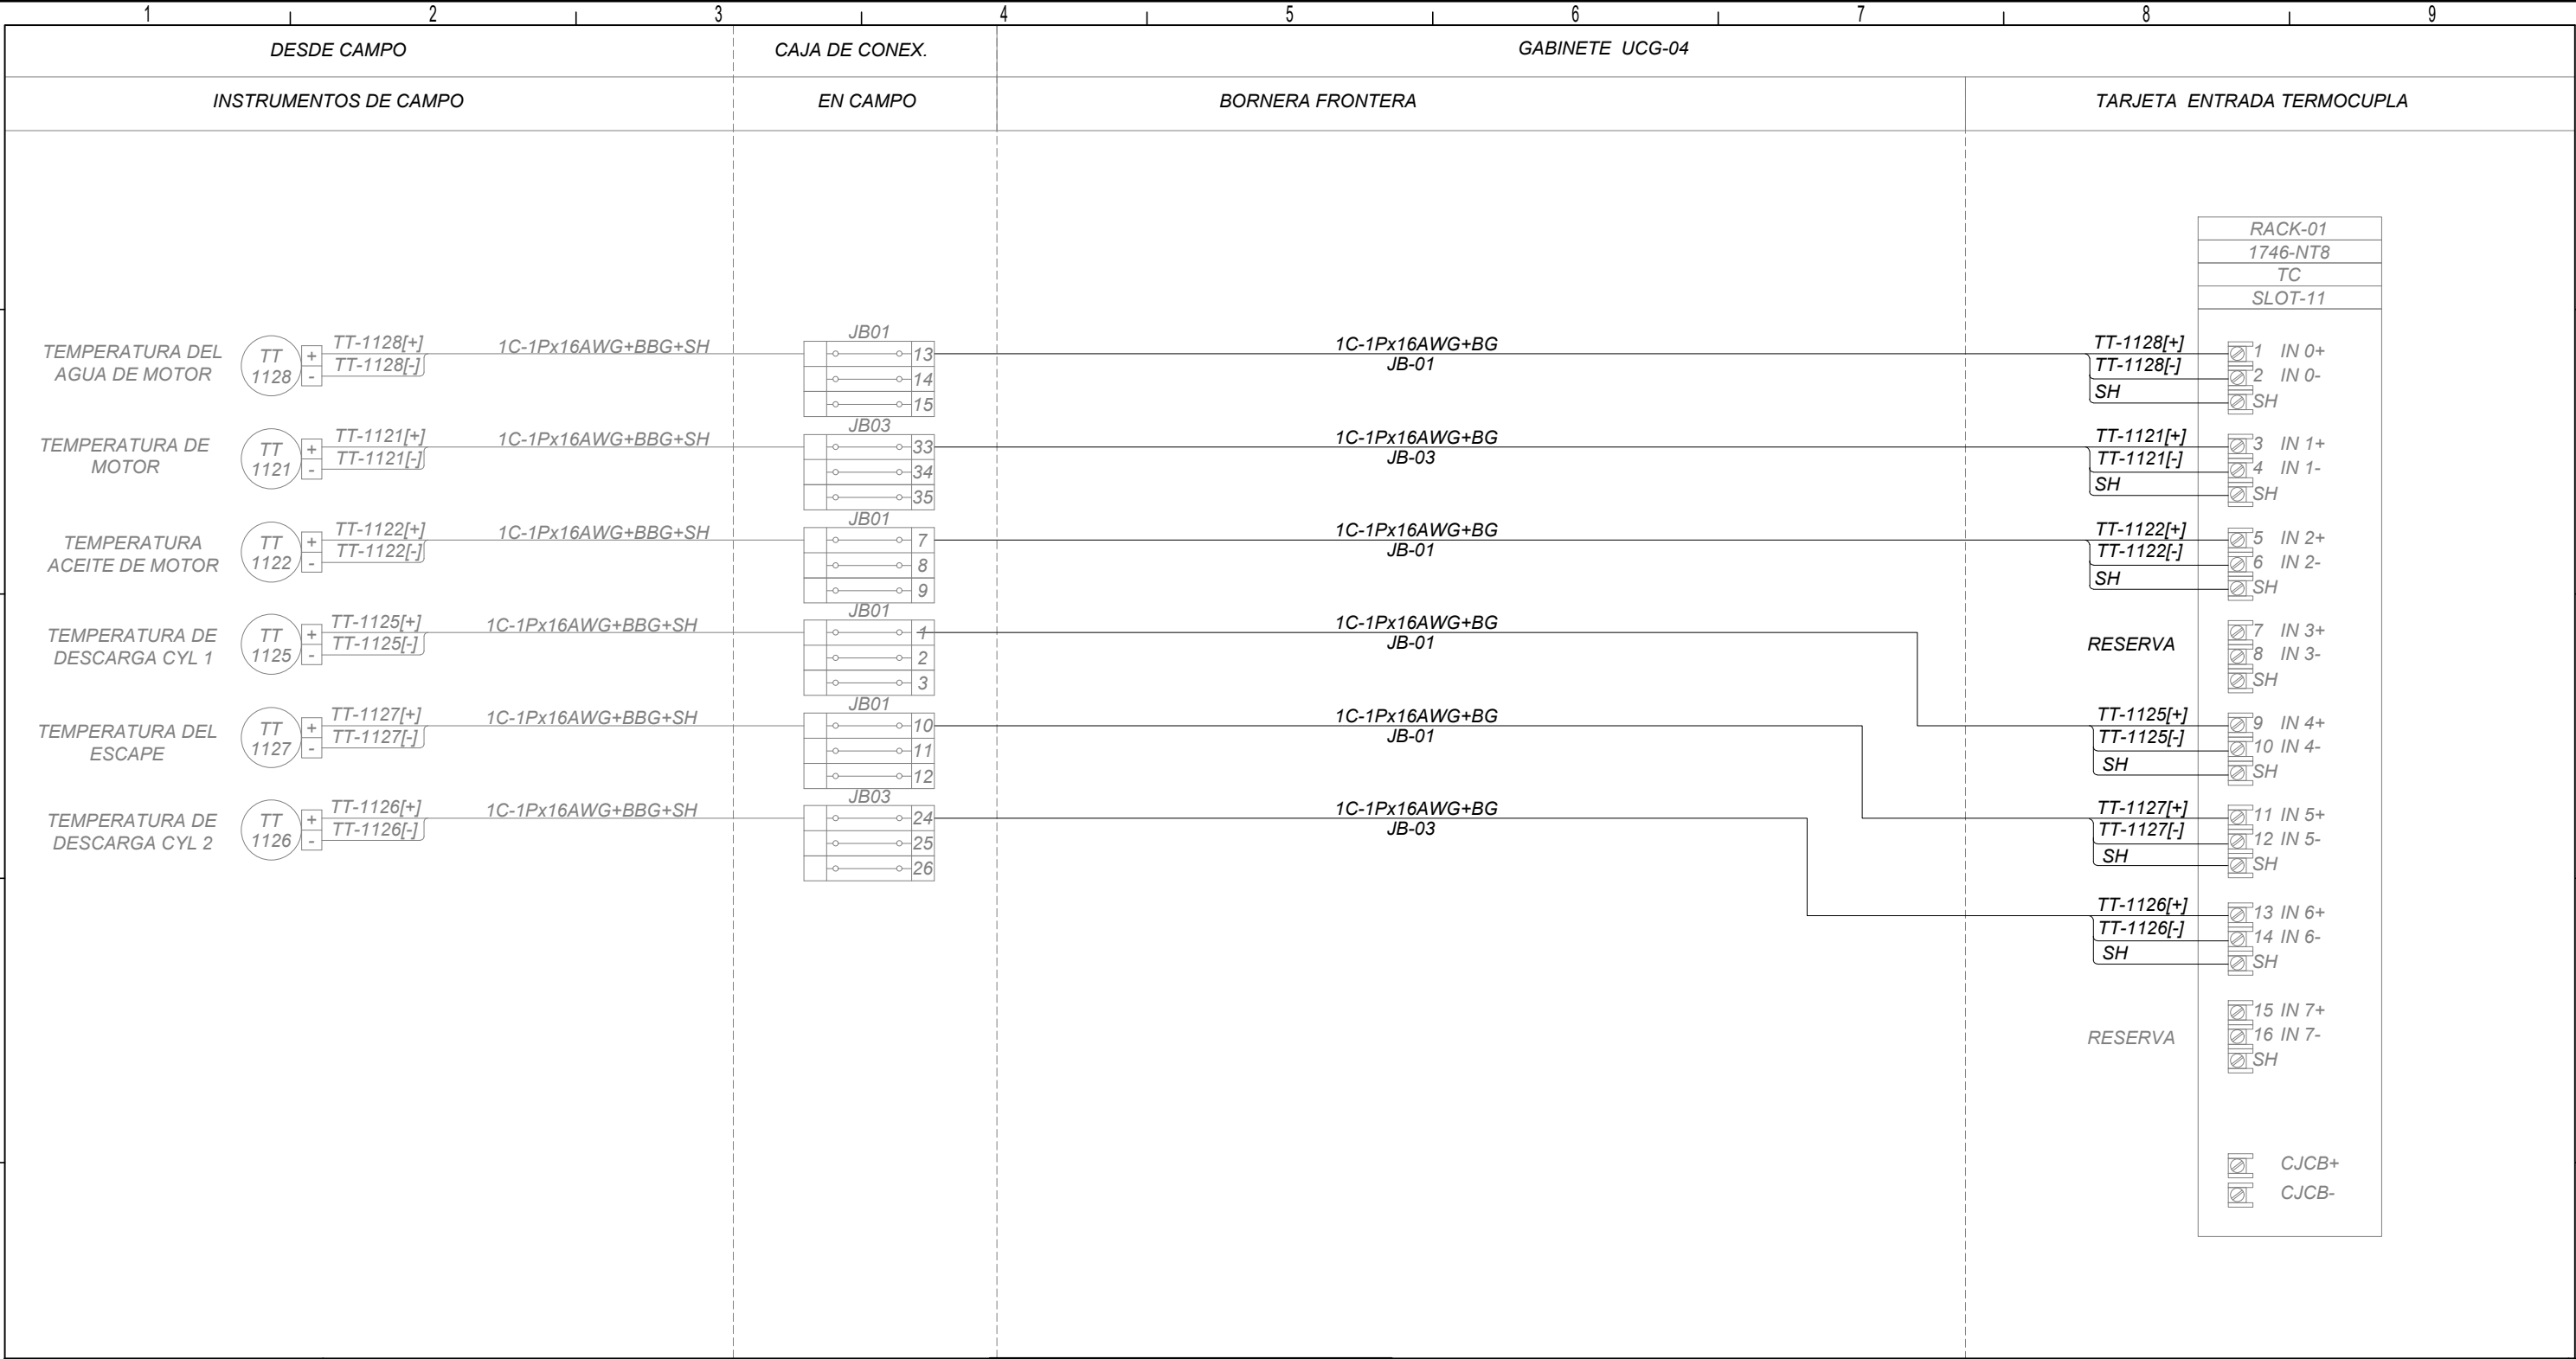 1 2 3 4 5 6 7 8 9
DESDE CAMPO
CAJA DE CONEX.
GABINETE UCG-04
INSTRUMENTOS DE CAMPO
EN CAMPO
BORNERA FRONTERA
TARJETA ENTRADA TERMOCUPLA
RACK-01
1746-NT8
TC
SLOT-11
TEMPERATURA DEL
AGUA DE MOTOR
TT
1128
+
-
TT-1128[+]
TT-1128[-]
1C-1Px16AWG+BBG+SH
JB01
13
14
15
1C-1Px16AWG+BG
JB-01
TT-1128[+]
TT-1128[-]
SH
1 IN 0+
2 IN 0-
SH
TEMPERATURA DE
MOTOR
TT
1121
+
-
TT-1121[+]
TT-1121[-]
1C-1Px16AWG+BBG+SH
JB03
33
34
35
1C-1Px16AWG+BG
JB-03
TT-1121[+]
TT-1121[-]
SH
3 IN 1+
4 IN 1-
SH
TEMPERATURA
ACEITE DE MOTOR
TT
1122
+
-
TT-1122[+]
TT-1122[-]
1C-1Px16AWG+BBG+SH
JB01
7
8
9
1C-1Px16AWG+BG
JB-01
TT-1122[+]
TT-1122[-]
SH
5 IN 2+
6 IN 2-
SH
TEMPERATURA DE
DESCARGA CYL 1
TT
1125
+
-
TT-1125[+]
TT-1125[-]
1C-1Px16AWG+BBG+SH
JB01
1
2
3
1C-1Px16AWG+BG
JB-01
RESERVA
7 IN 3+
8 IN 3-
SH
TEMPERATURA DEL
ESCAPE
TT
1127
+
-
TT-1127[+]
TT-1127[-]
1C-1Px16AWG+BBG+SH
JB01
10
11
12
1C-1Px16AWG+BG
JB-01
TT-1125[+]
TT-1125[-]
SH
9 IN 4+
10 IN 4-
SH
TEMPERATURA DE
DESCARGA CYL 2
TT
1126
+
-
TT-1126[+]
TT-1126[-]
1C-1Px16AWG+BBG+SH
JB03
24
25
26
1C-1Px16AWG+BG
JB-03
TT-1127[+]
TT-1127[-]
SH
11 IN 5+
12 IN 5-
SH
TT-1126[+]
TT-1126[-]
SH
13 IN 6+
14 IN 6-
SH
RESERVA
15 IN 7+
16 IN 7-
SH
CJCB+
CJCB-